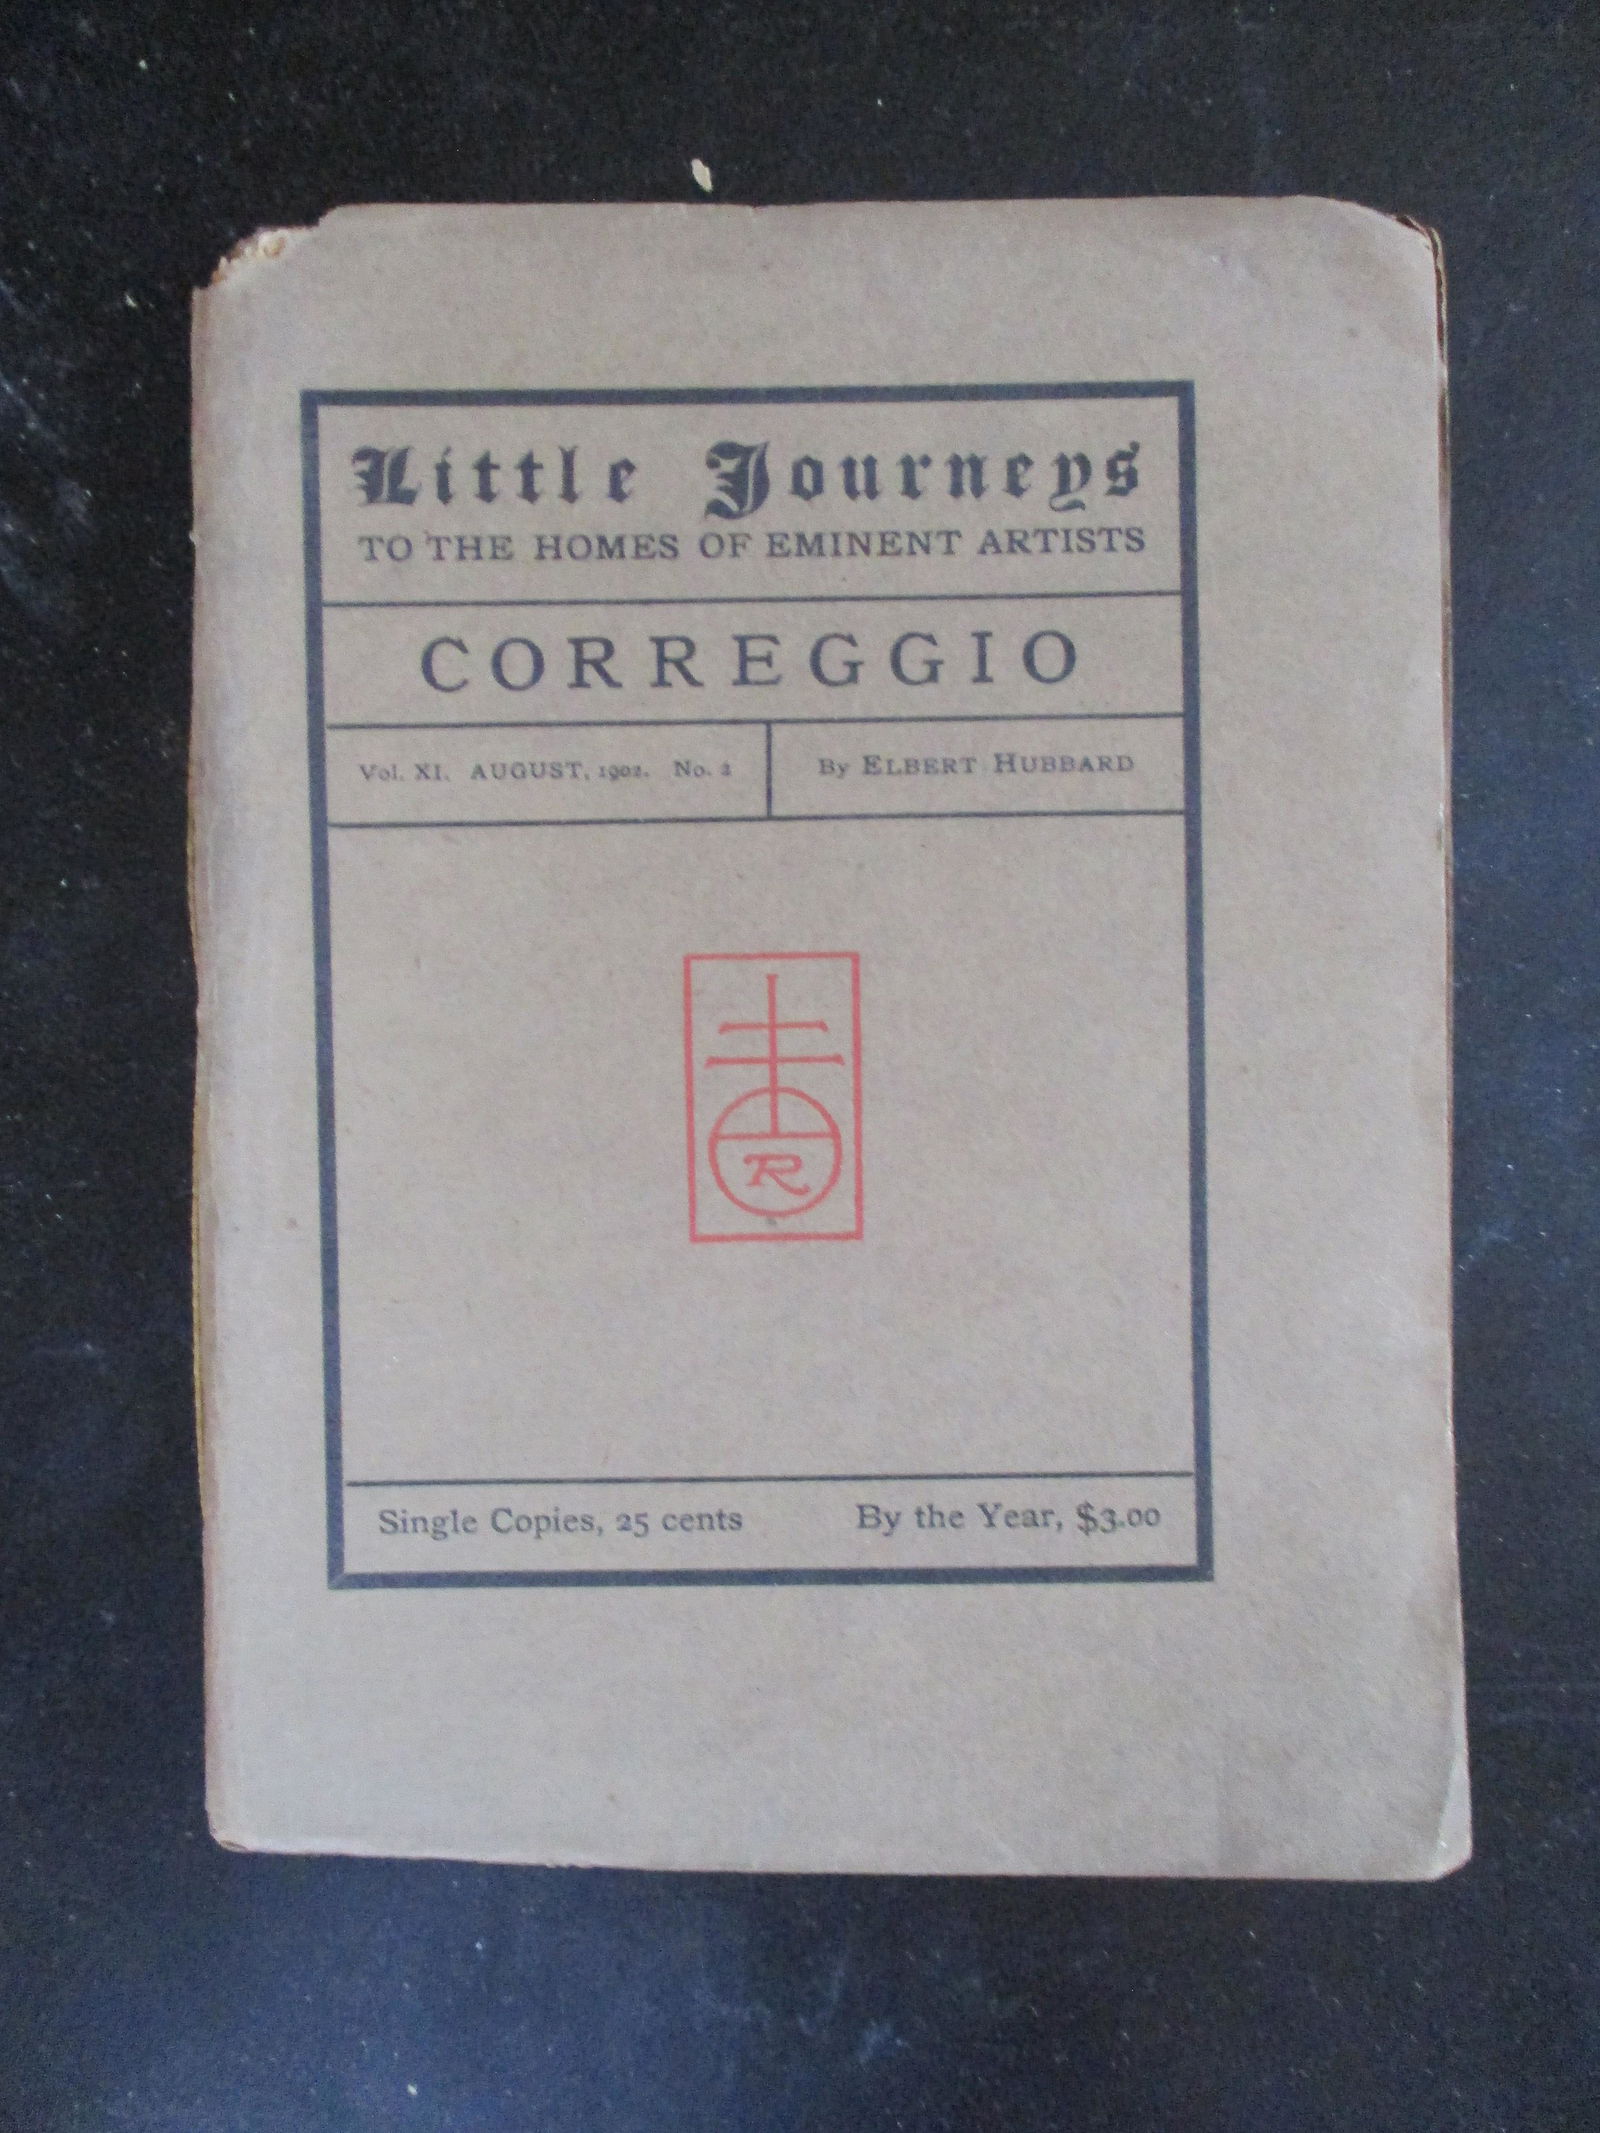 Little Journeys
TO THE HOMES OF EMINENT ARTISTS
CORREGGIO
Vol. XI. AUGUST, 1902. No. 2
By ELBERT HUBBARD
R
Single Copies, 25 cents By the Year, $3.00